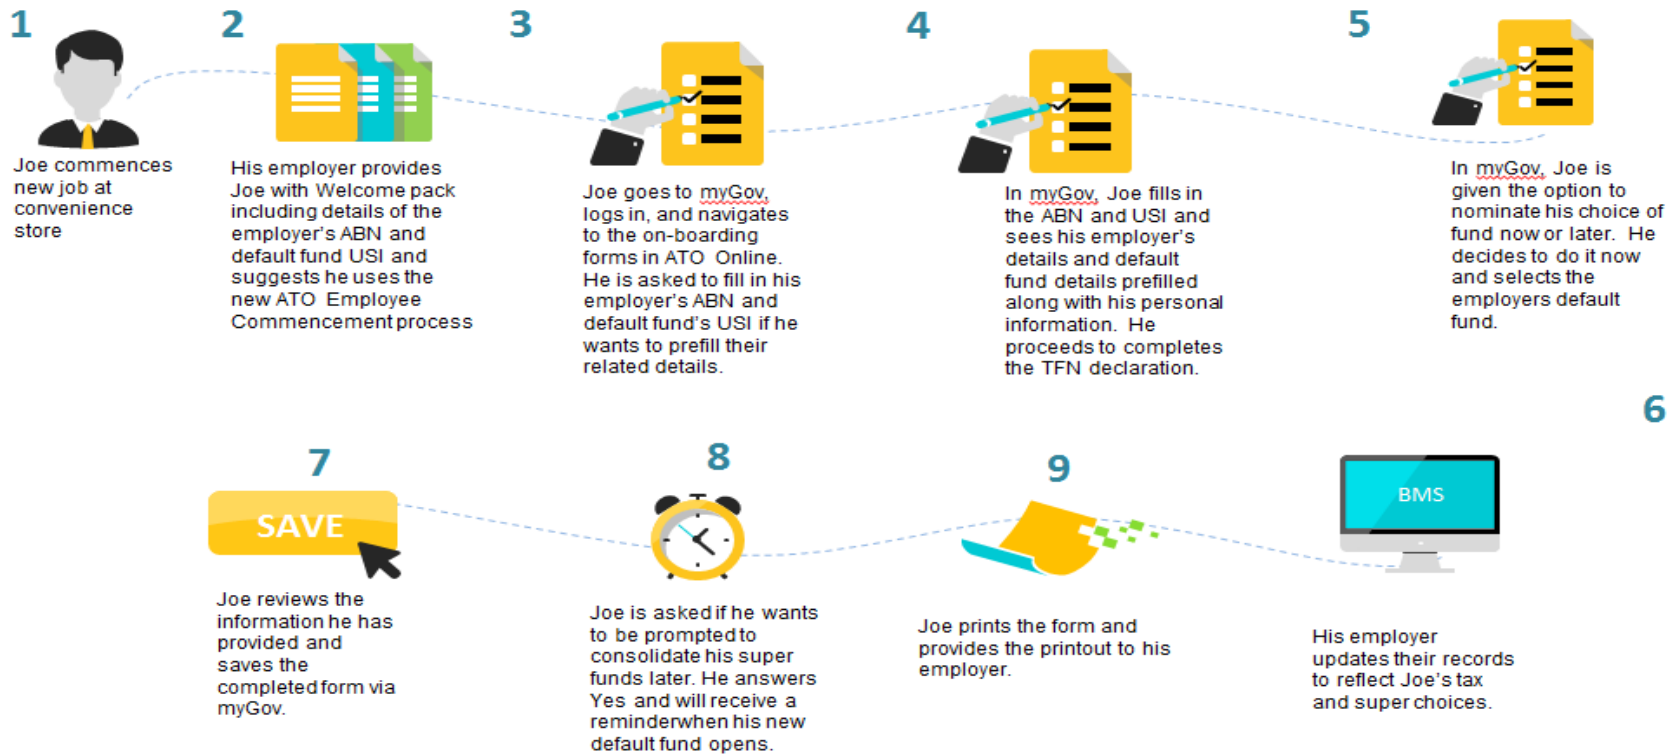 1
Joe commences
new job at
convenience
store
2
His employer provides
Joe with Welcome pack
including details of the
employer's ABN and
default fund USI and
suggests he uses the
new ATO Employee
Commencement process
3
Joe goes to myGov,
logs in, and navigates
to the on-boarding
forms in ATO Online.
He is asked to fill in his
employer's ABN and
default fund's USI if he
wants to prefill their
related details.
4
In myGov, Joe fills in
the ABN and USI and
sees his employer's
details and default
fund details prefilled
along with his personal
information. He
proceeds to completes
the TFN declaration.
5
In myGov, Joe is
given the option to
nominate his choice of
fund now or later. He
decides to do it now
and selects the
employers default
fund.
6
7
SAVE
Joe reviews the
information he has
provided and
saves the
completed form via
myGov.
8
Joe is asked if he wants
to be prompted to
consolidate his super
funds later. He answers
Yes and will receive a
reminderwhen his new
default fund opens.
9
Joe prints the form and
provides the printout to his
employer.
BMS
His employer
updates their records
to reflect Joe's tax
and super choices.